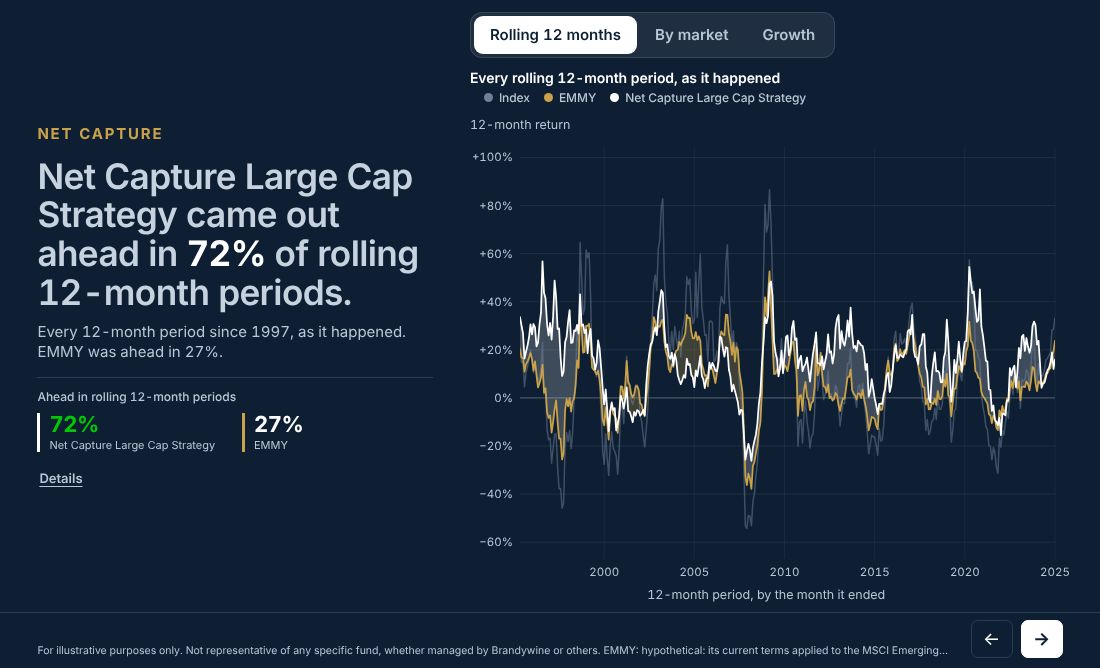 Rolling 12 months
By market
Growth
Every rolling 12-month period, as it happened
Index
EMMY
Net Capture Large Cap Strategy
12-month return
NET CAPTURE
Net Capture Large Cap
Strategy came out
ahead in 72% of rolling
12-month periods.
Every 12-month period since 1997, as it happened.
EMMY was ahead in 27%.
Ahead in rolling 12-month periods
72%
Net Capture Large Cap Strategy
27%
EMMY
Details
+100%
+80%
+60%
+40%
+20%
0%
−20%
−40%
−60%
2000
2005
2010
2015
2020
2025
12-month period, by the month it ended
For illustrative purposes only. Not representative of any specific fund, whether managed by Brandywine or others. EMMY: hypothetical: its current terms applied to the MSCI Emerging...